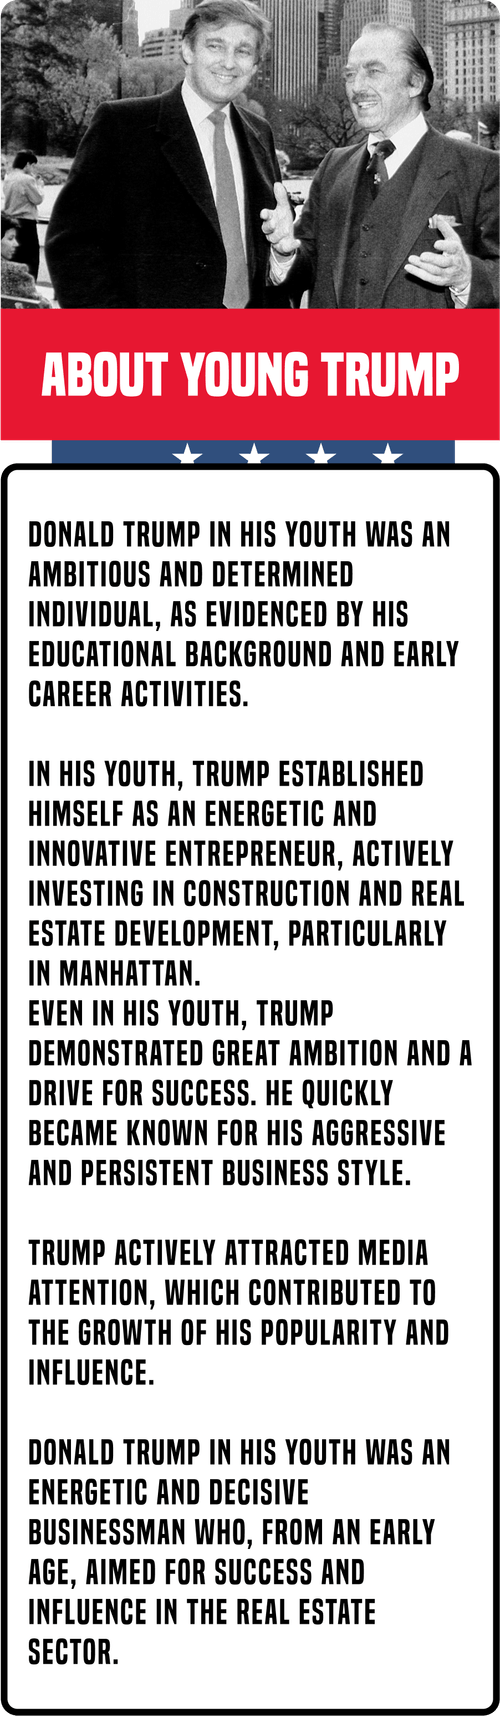 ABOUT YOUNG TRUMP
DONALD TRUMP IN HIS YOUTH WAS AN
AMBITIOUS AND DETERMINED
INDIVIDUAL, AS EVIDENCED BY HIS
EDUCATIONAL BACKGROUND AND EARLY
CAREER ACTIVITIES.
IN HIS YOUTH, TRUMP ESTABLISHED
HIMSELF AS AN ENERGETIC AND
INNOVATIVE ENTREPRENEUR, ACTIVELY
INVESTING IN CONSTRUCTION AND REAL
ESTATE DEVELOPMENT, PARTICULARLY
IN MANHATTAN.
EVEN IN HIS YOUTH, TRUMP
DEMONSTRATED GREAT AMBITION AND A
DRIVE FOR SUCCESS. HE QUICKLY
BECAME KNOWN FOR HIS AGGRESSIVE
AND PERSISTENT BUSINESS STYLE.
TRUMP ACTIVELY ATTRACTED MEDIA
ATTENTION, WHICH CONTRIBUTED TO
THE GROWTH OF HIS POPULARITY AND
INFLUENCE.
DONALD TRUMP IN HIS YOUTH WAS AN
ENERGETIC AND DECISIVE
BUSINESSMAN WHO, FROM AN EARLY
AGE, AIMED FOR SUCCESS AND
INFLUENCE IN THE REAL ESTATE
SECTOR.